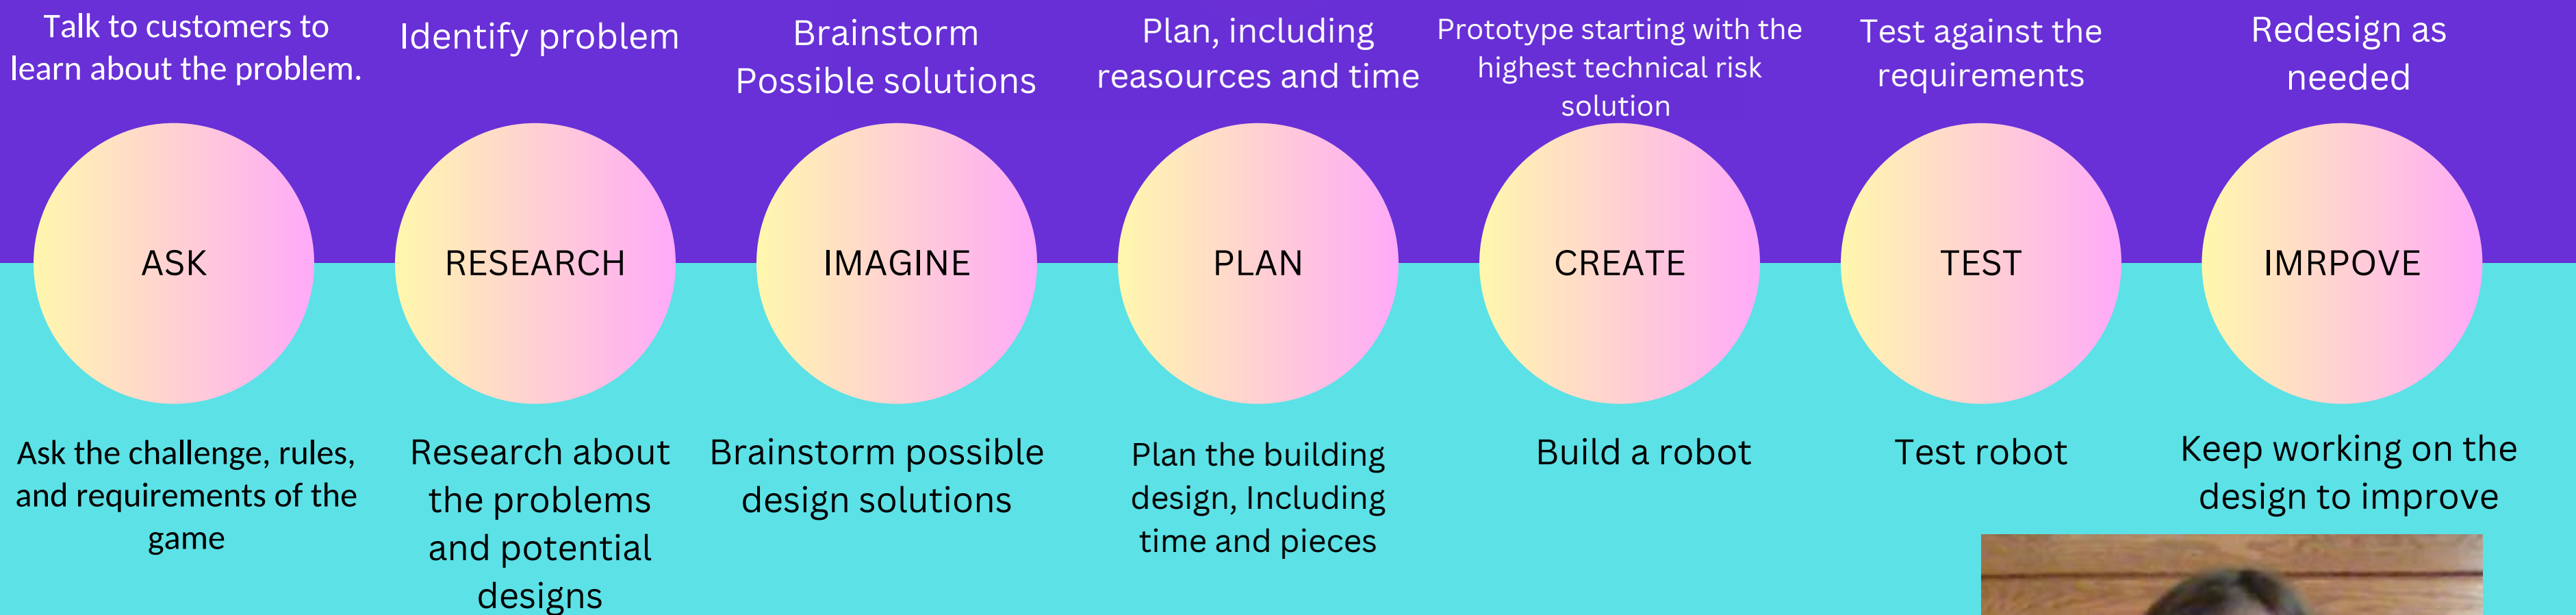 Talk to customers to
learn about the problem.
Identify problem
Brainstorm
Possible solutions
Plan, including
reasources and time
Prototype starting with the
highest technical risk
solution
Test against the
requirements
Redesign as
needed
ASK
RESEARCH
IMAGINE
PLAN
CREATE
TEST
IMRPOVE
Ask the challenge, rules,
and requirements of the
game
Research about
the problems
and potential
designs
Brainstorm possible
design solutions
Plan the building
design, Including
time and pieces
Build a robot
Test robot
Keep working on the
design to improve